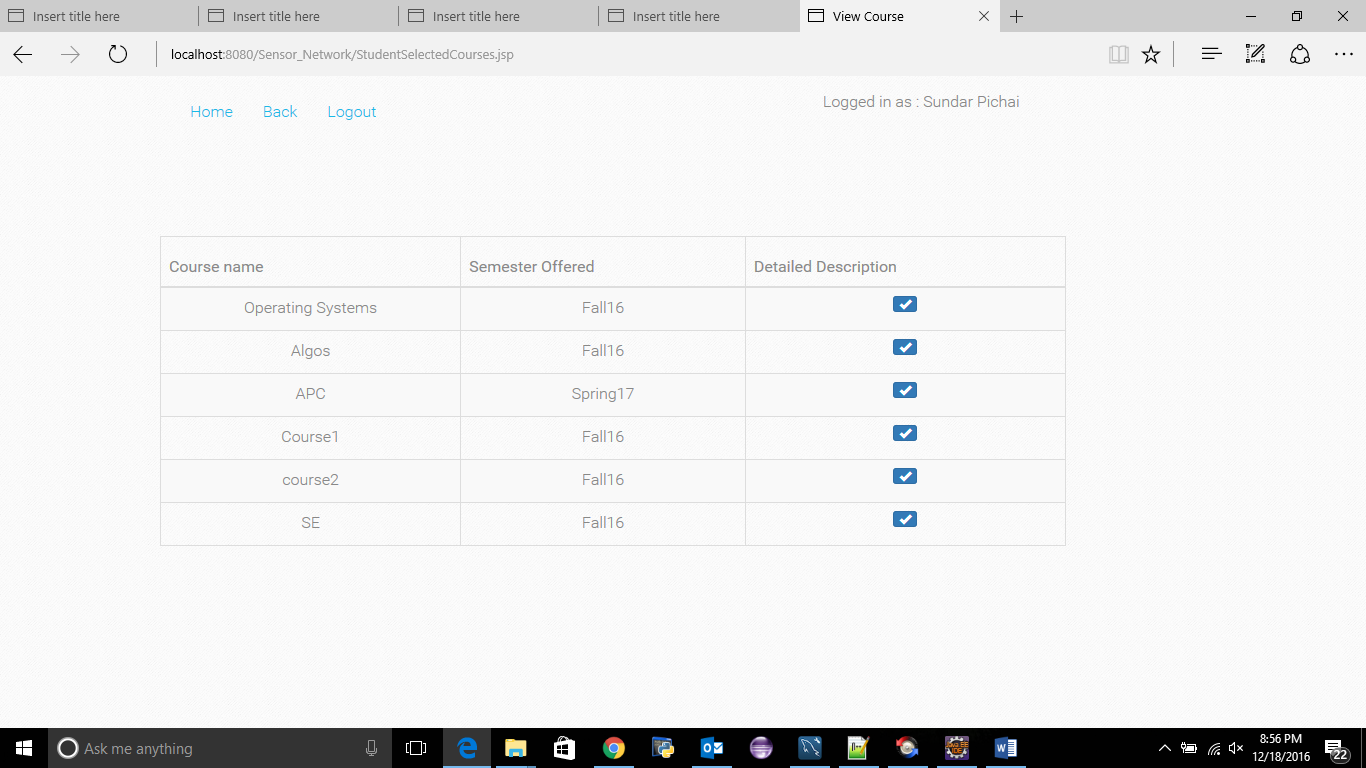 Insert title here Insert title here Insert title here Insert title here View Course
localhost:8080/Sensor_Network/StudentSelectedCourses.jsp
Home Back Logout
Logged in as : Sundar Pichai
Course name Semester Offered Detailed Description
Operating Systems Fall16
Algos Fall16
APC Spring17
Course1 Fall16
course2 Fall16
SE Fall16
Ask me anything
8:56 PM
12/18/2016
22